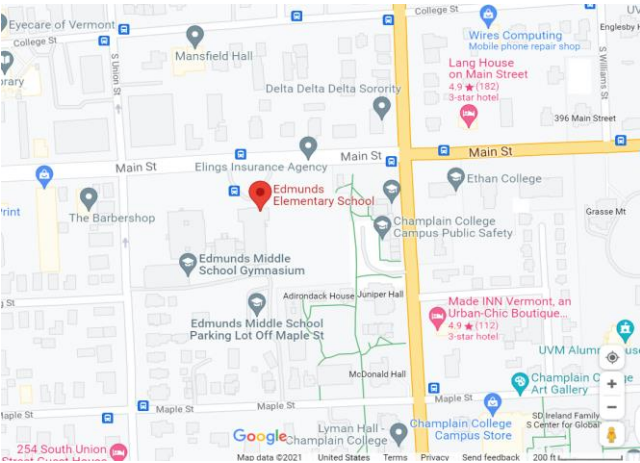 College St
Eyecare of Vermont
College St
Mansfield Hall
S Union St
Wires Computing
Mobile phone repair shop
Englesby H
S Williams St
Lang House
on Main Street
4.9 ★ (182)
3-star hotel
Delta Delta Delta Sorority
396 Main Street
Main St
Elings Insurance Agency
Main St
Main St
Print
The Barbershop
Edmunds
Elementary School
Ethan College
Grasse Mt
Champlain College
Campus Public Safety
Edmunds Middle
School Gymnasium
Adirondack House
Juniper Hall
Edmunds Middle School
Parking Lot Off Maple St
Made INN Vermont, an
Urban-Chic Boutique...
4.9 ★ (112)
3-star hotel
UVM Alumn
McDonald Hall
Champlain C ge
Art Gallery
Maple St
Maple St
Maple St
Lyman Hall -
Champlain College
Champlain College
Campus Store
SD Ireland Family
S Center for Global
254 South Union
Street Guest House
Google
Map data ©2021 United States Terms Privacy Send feedback 200 ft